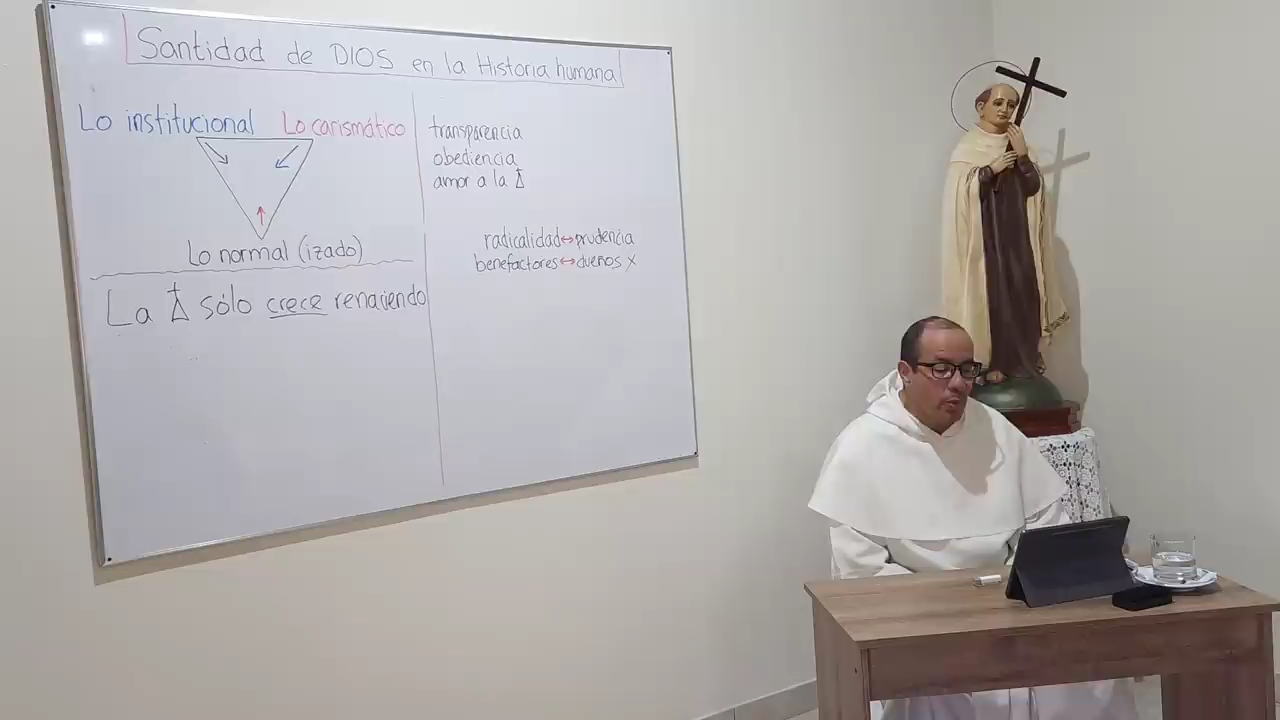 Santidad de DIOS en la Historia humana
Lo institucional Lo carismático
Lo normal (izado)
La sólo crece renaciendo
transparencia
obediencia
amor a la
radicalidad↔prudencia
benefactores↔dueños x